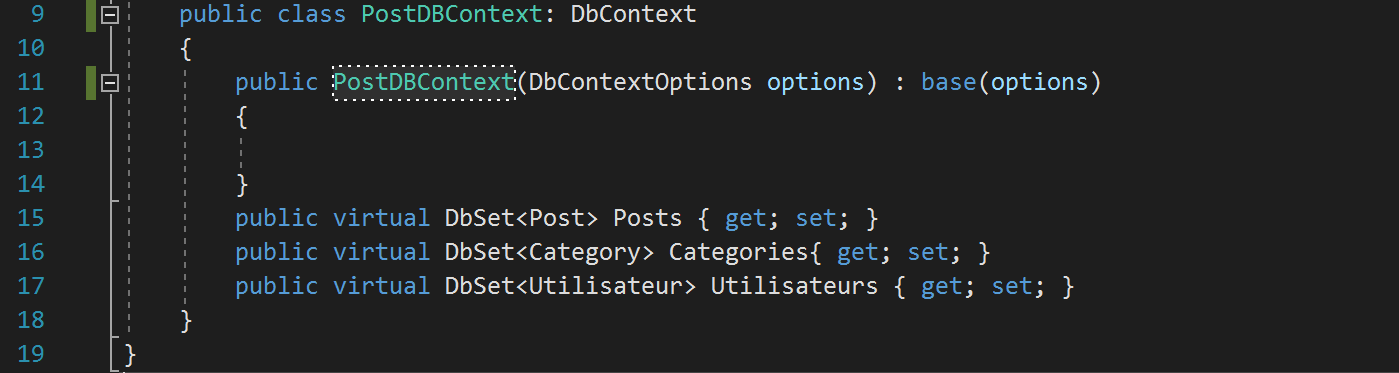 9 public class PostDBContext: DbContext
10 {
11 public PostDBContext(DbContextOptions options) : base(options)
12 {
13
14 }
15 public virtual DbSet<Post> Posts { get; set; }
16 public virtual DbSet<Category> Categories{ get; set; }
17 public virtual DbSet<Utilisateur> Utilisateurs { get; set; }
18 }
19 }